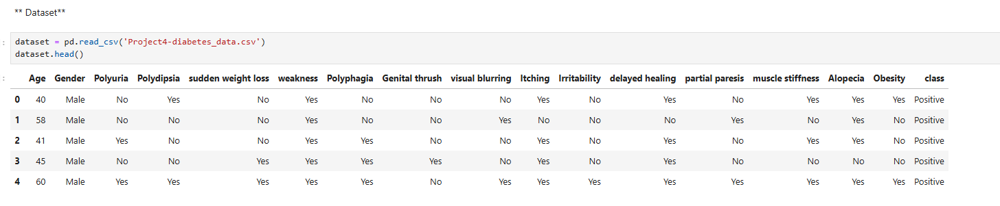 ** Dataset**
: dataset = pd.read_csv('Project4-diabetes_data.csv')
dataset.head()
: Age Gender Polyuria Polydipsia sudden weight loss weakness Polyphagia Genital thrush visual blurring Itching Irritability delayed healing partial paresis muscle stiffness Alopecia Obesity class
0 40 Male No Yes No Yes No No No Yes No Yes No Yes Yes Yes Positive
1 58 Male No No No Yes No No Yes No No No Yes No Yes No Positive
2 41 Male Yes No No Yes Yes No No Yes No Yes No Yes Yes No Positive
3 45 Male No No Yes Yes Yes Yes No Yes No Yes No No No No Positive
4 60 Male Yes Yes Yes Yes Yes No Yes Yes Yes Yes Yes Yes Yes Yes Positive